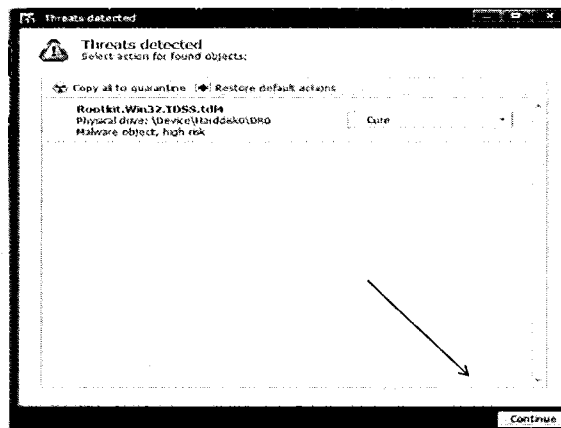 Threats detected
Threats detected
Select action for found objects:
Copy all to quarantine Restore default actions
Rootkit.Win32.TDSS.tdl4
Physical drive: \Device\Harddisk0\DR0
Malware object, high risk
Cure
Continue